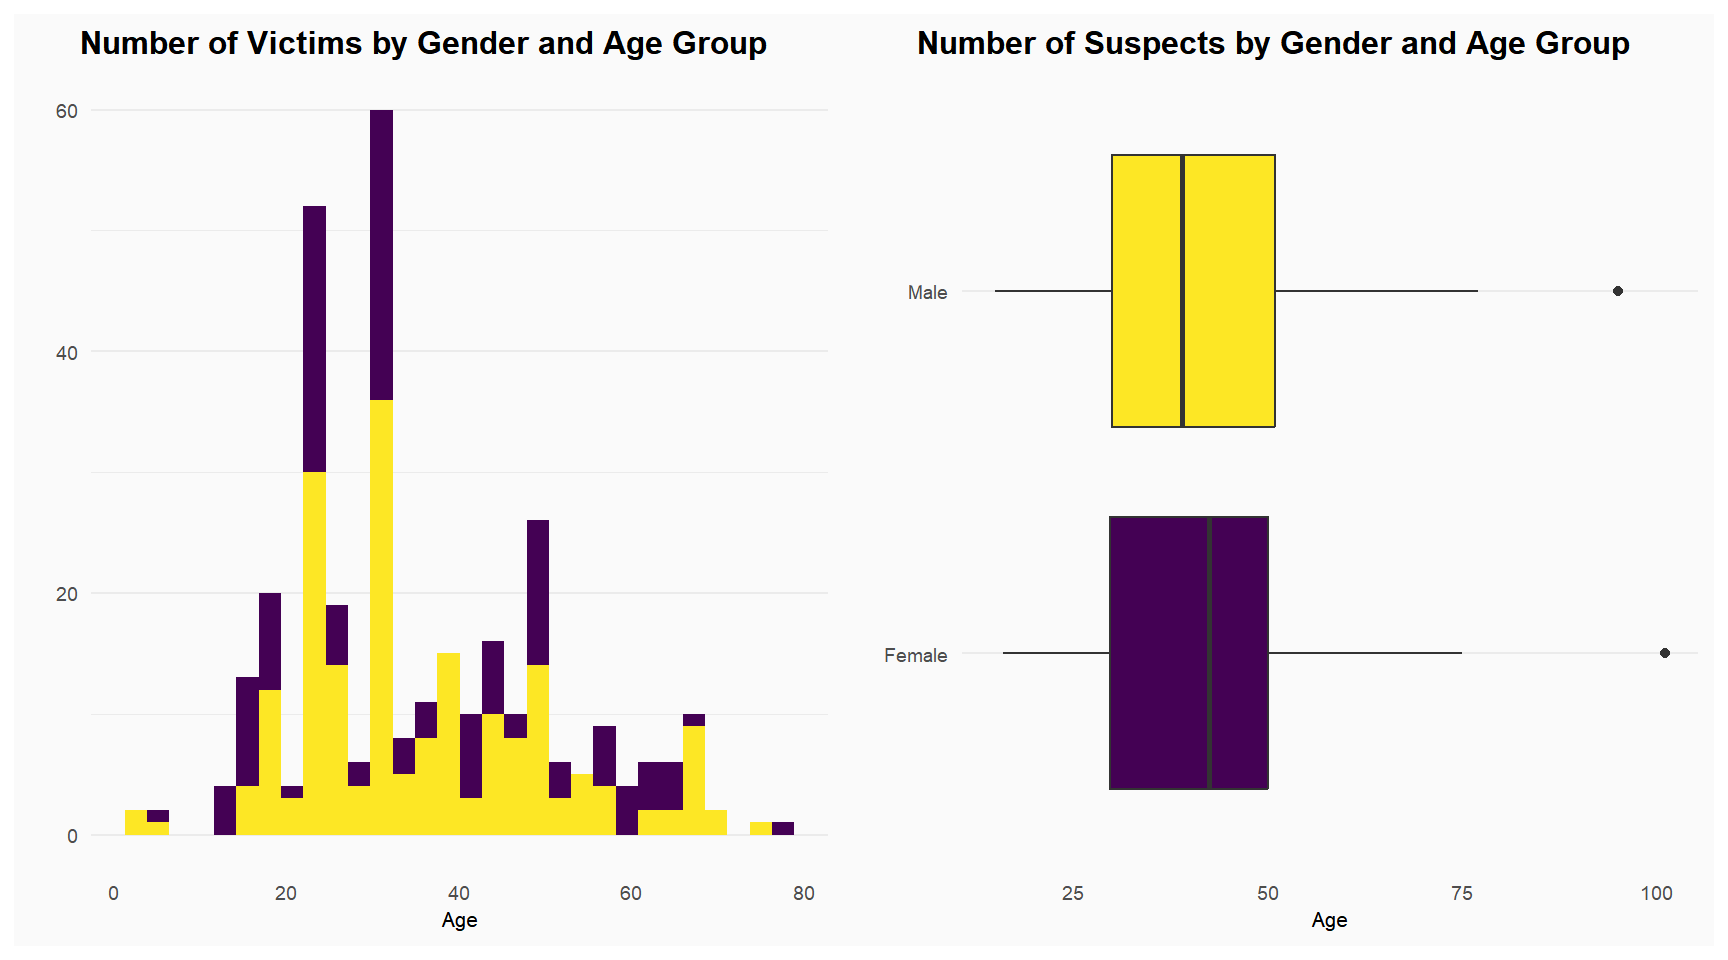 Number of Victims by Gender and Age Group
60
40
20
0
0 20 40 60 80
Age
Number of Suspects by Gender and Age Group
Male
Female
25 50 75 100
Age